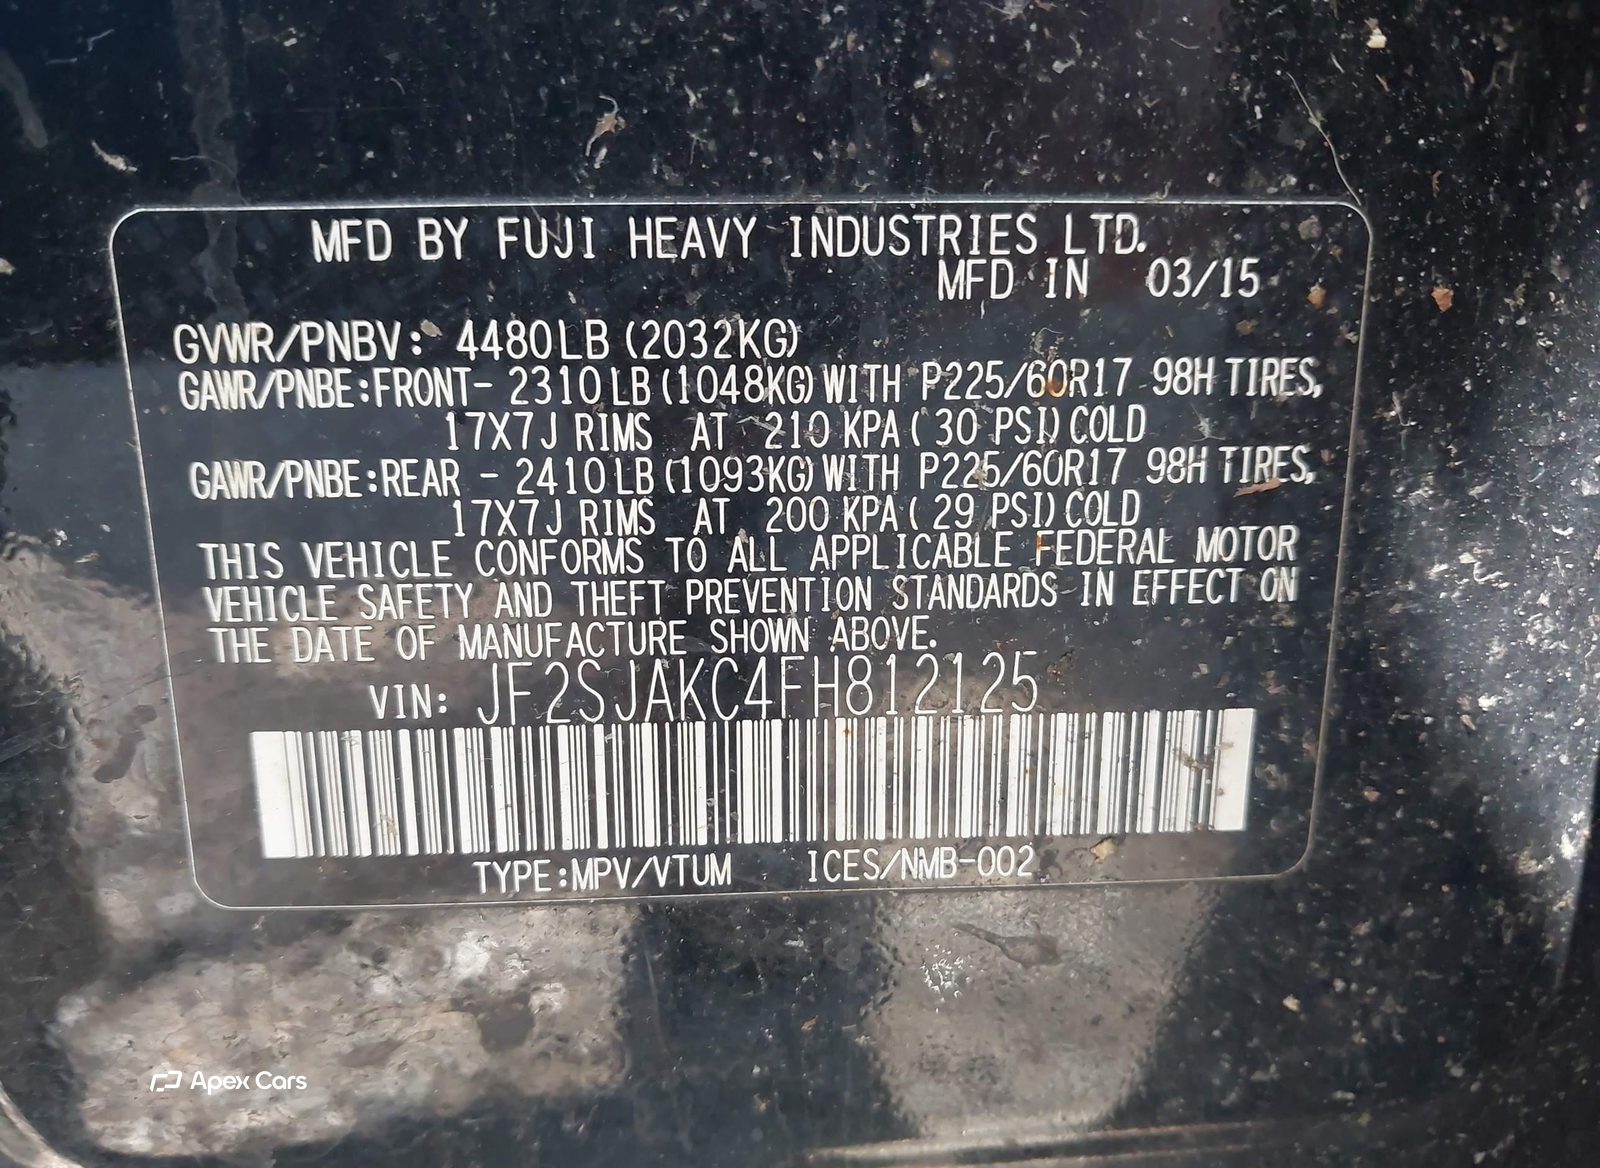 MFD BY FUJI HEAVY INDUSTRIES LTD.
MFD IN 03/15
GVWR/PNBV: 4480LB (2032KG)
GAWR/PNBE:FRONT- 2310LB (1048KG) WITH P225/60R17 98H TIRES,
17X7J RIMS AT 210 KPA ( 30 PSI) COLD
GAWR/PNBE:REAR - 2410LB (1093KG) WITH P225/60R17 98H TIRES,
17X7J RIMS AT 200 KPA ( 29 PSI) COLD
THIS VEHICLE CONFORMS TO ALL APPLICABLE FEDERAL MOTOR
VEHICLE SAFETY AND THEFT PREVENTION STANDARDS IN EFFECT ON
THE DATE OF MANUFACTURE SHOWN ABOVE.
VIN: JF2SJAKC4FH812125
TYPE:MPV/VTUM ICES/NMB-002
Apex Cars